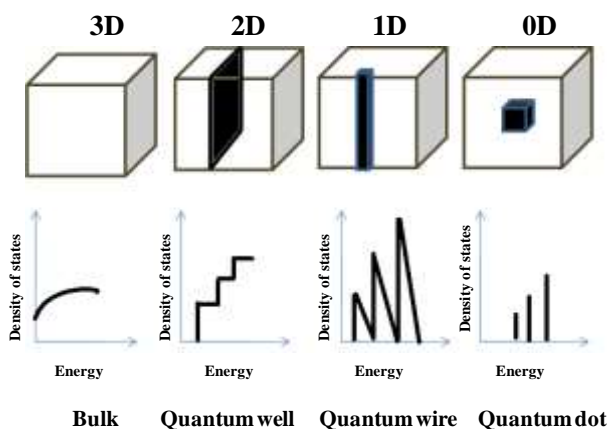 3D 2D 1D 0D
Density of states Density of states Density of states Density of states
Energy Energy Energy Energy
Bulk Quantum well Quantum wire Quantum dot